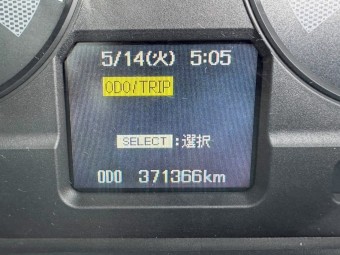 5/14(火) 5:05
ODO/TRIP
SELECT:選択
ODO 371366km